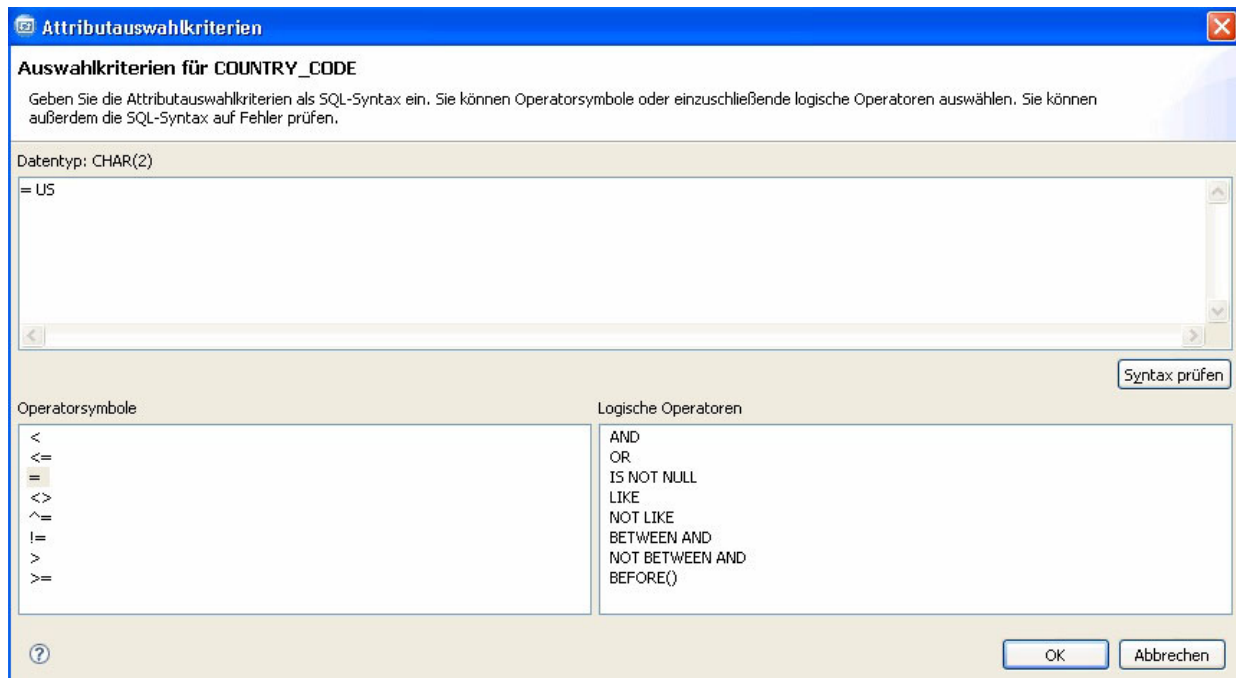 Attributauswahlkriterien
Auswahlkriterien für COUNTRY_CODE
Geben Sie die Attributauswahlkriterien als SQL-Syntax ein. Sie können Operatorsymbole oder einzuschließende logische Operatoren auswählen. Sie können
außerdem die SQL-Syntax auf Fehler prüfen.
Datentyp: CHAR(2)
= US
Syntax prüfen
Operatorsymbole
<
<=
=
<>
^=
!=
>
>=
Logische Operatoren
AND
OR
IS NOT NULL
LIKE
NOT LIKE
BETWEEN AND
NOT BETWEEN AND
BEFORE()
?
OK
Abbrechen